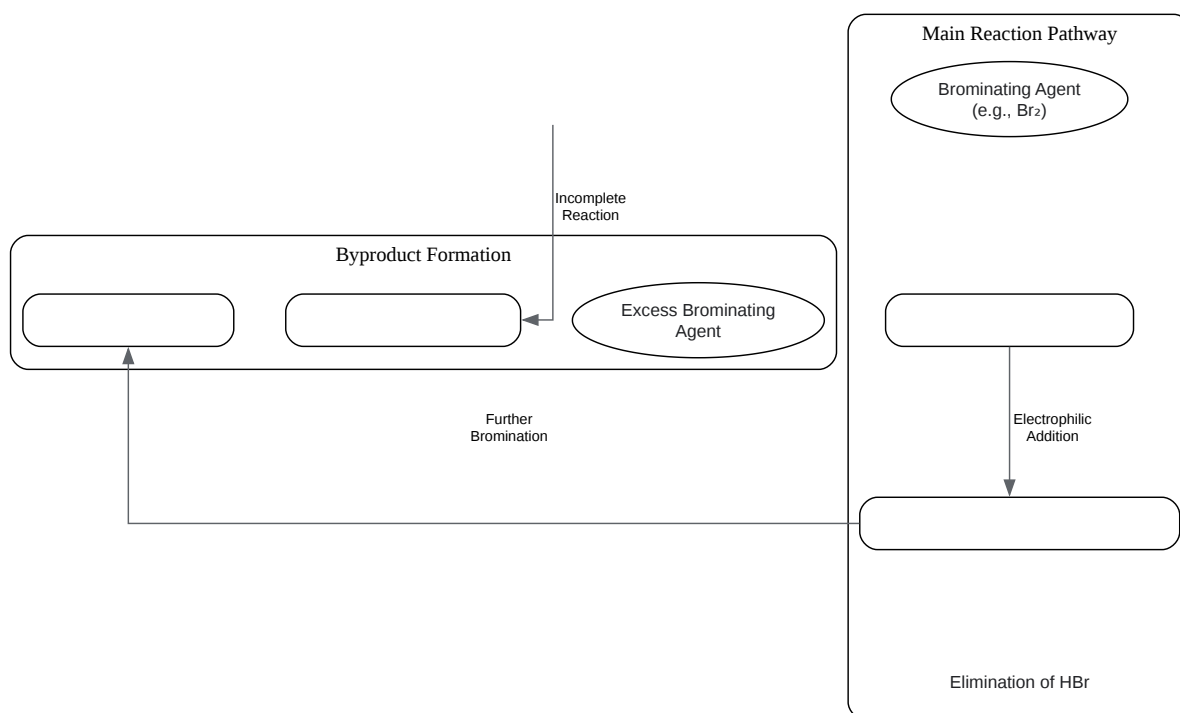 Main Reaction Pathway
Brominating Agent
(e.g., Br₂)
Incomplete
Reaction
Byproduct Formation
Excess Brominating
Agent
Further
Bromination
Electrophilic
Addition
Elimination of HBr